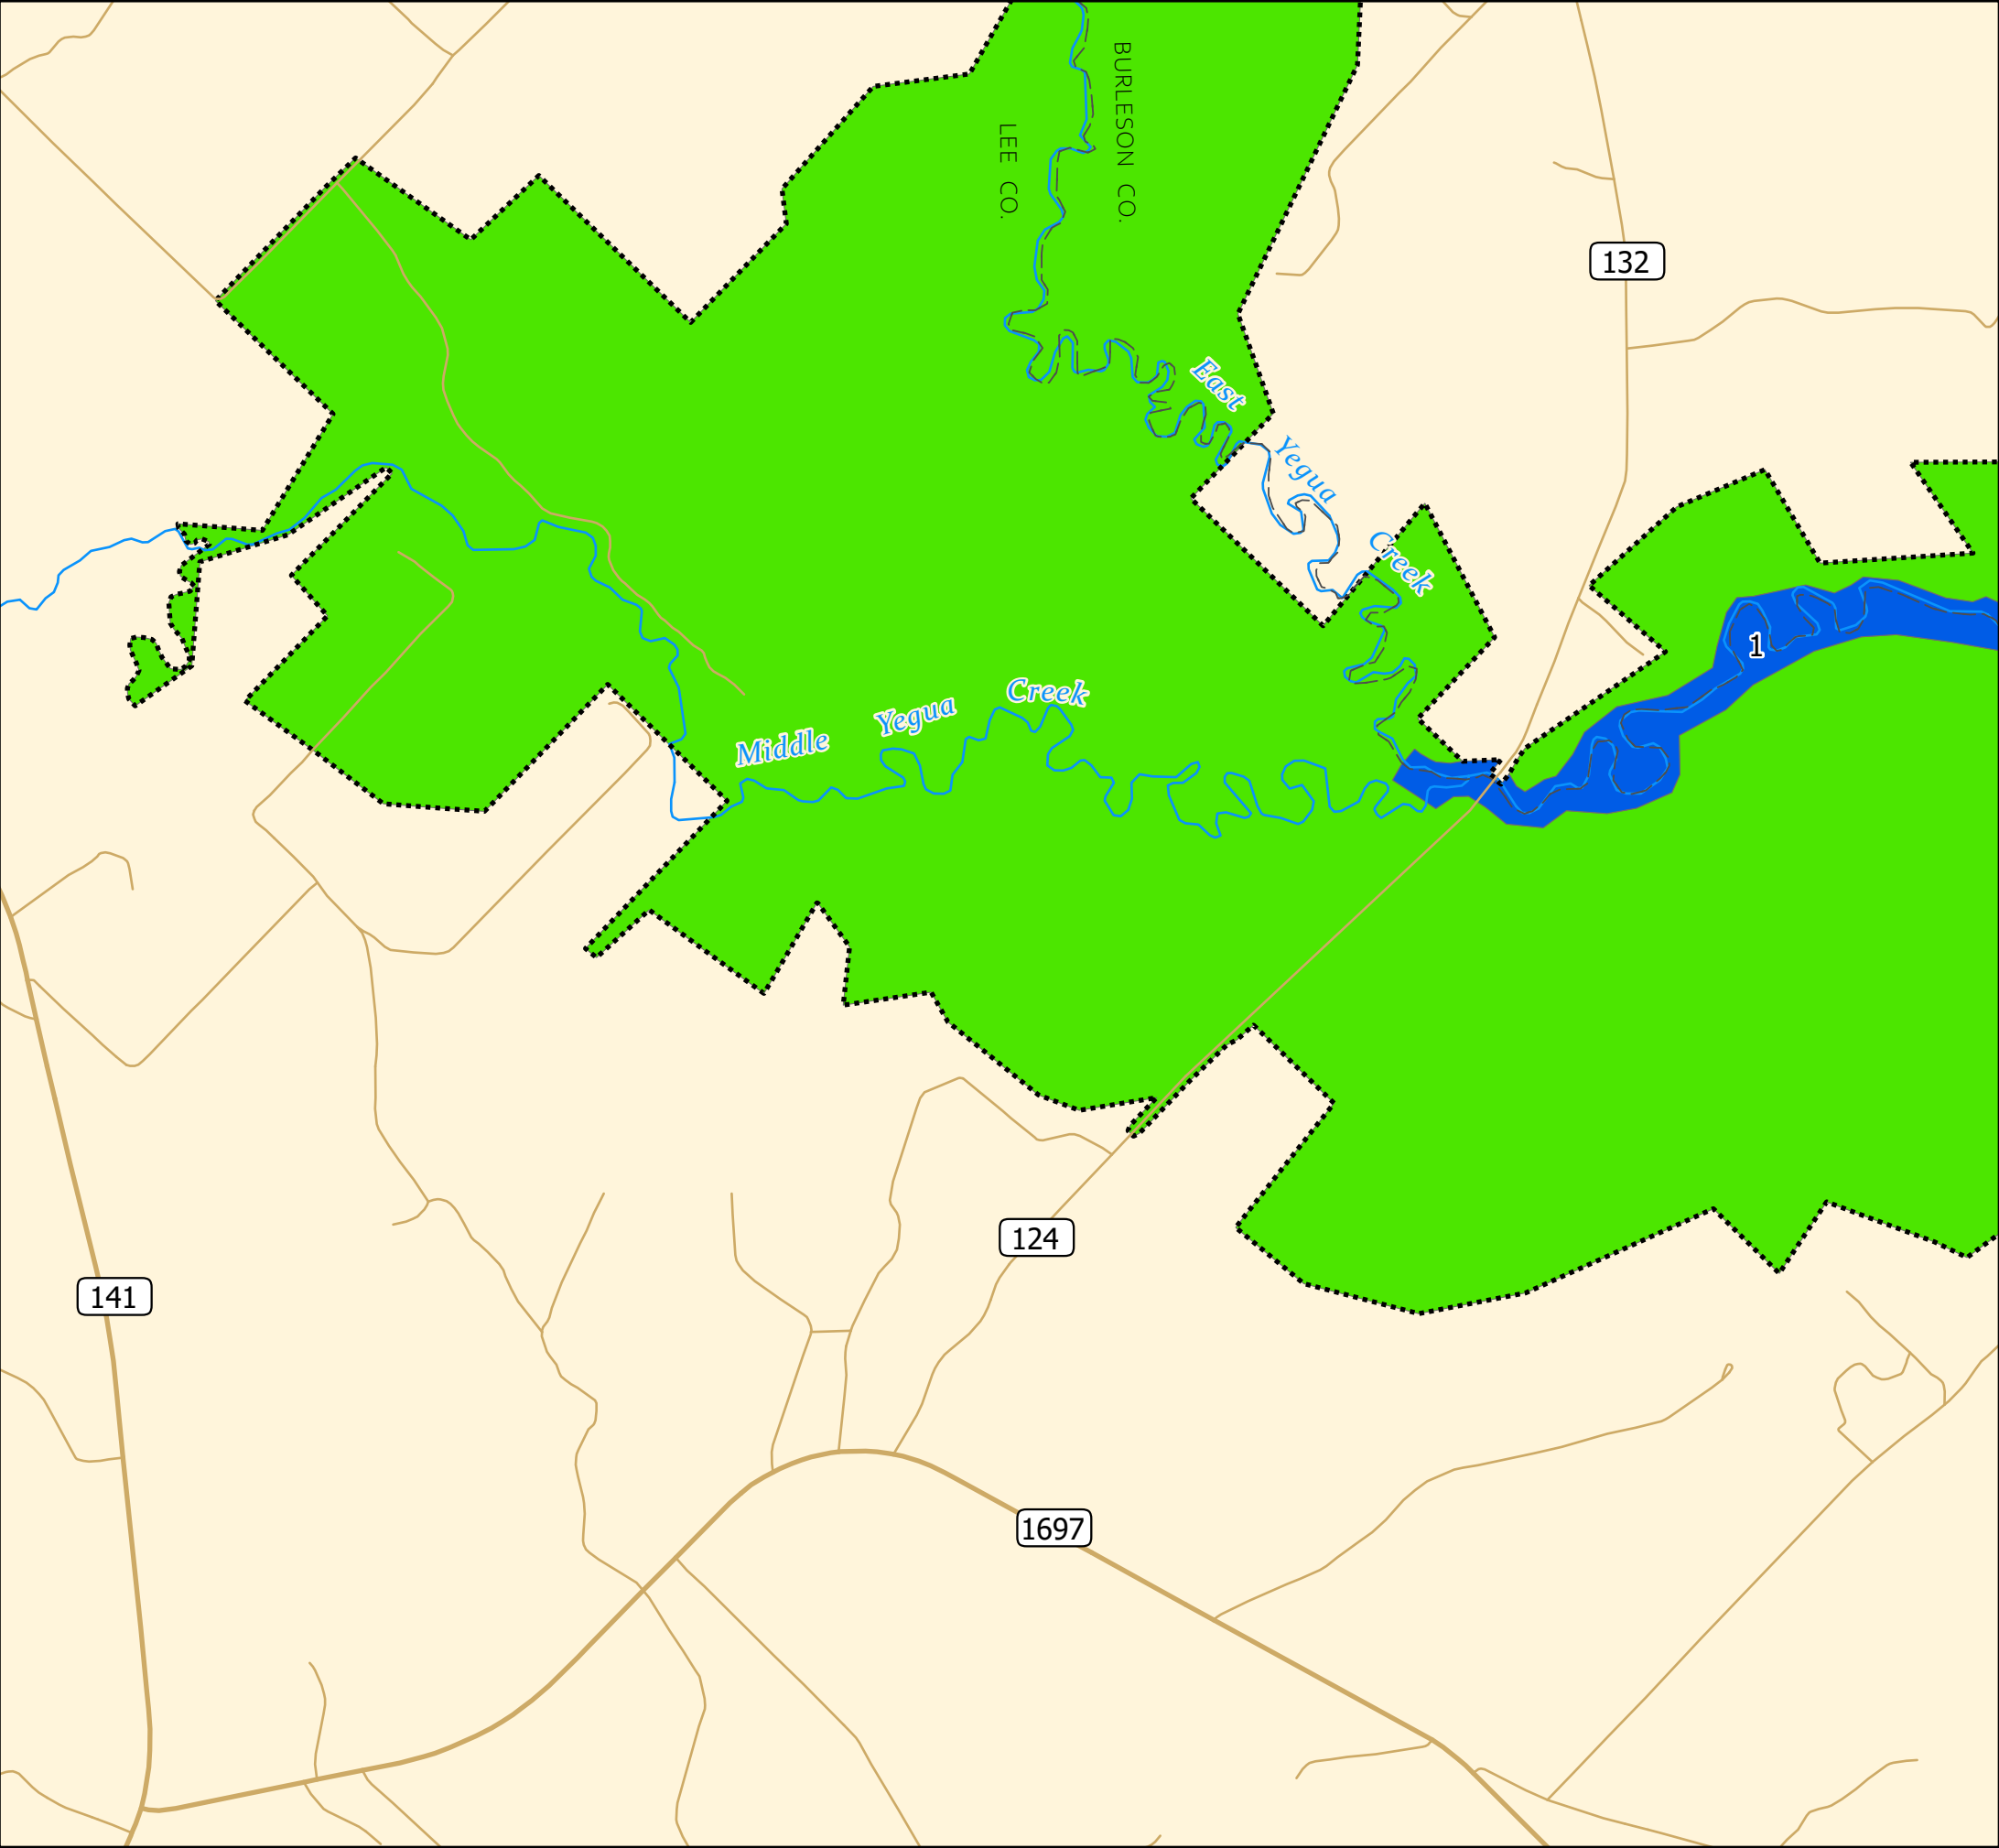 BURLESON CO.
LEE CO.
132
East
Yegua
Creek
1
Creek
Yegua
Middle
124
141
1697